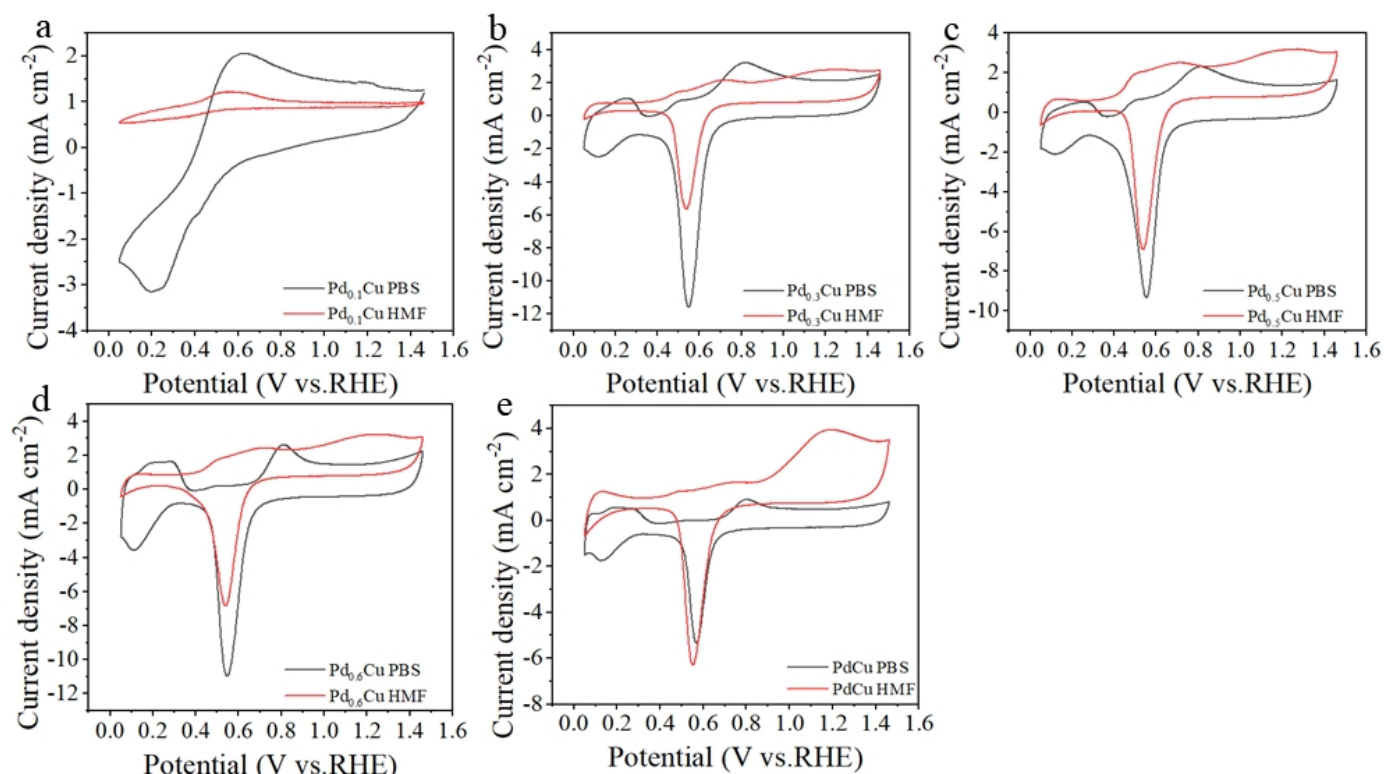 a
Current density (mA cm-2)
2
1
0
-1
-2
-3
-4
0.0 0.2 0.4 0.6 0.8 1.0 1.2 1.4 1.6
Pd0.1Cu PBS
Pd0.1Cu HMF
Potential (V vs.RHE)
b
Current density (mA cm-2)
4
2
0
-2
-4
-6
-8
-10
-12
0.0 0.2 0.4 0.6 0.8 1.0 1.2 1.4 1.6
Pd0.3Cu PBS
Pd0.3Cu HMF
Potential (V vs.RHE)
c
Current density (mA cm-2)
4
2
0
-2
-4
-6
-8
-10
0.0 0.2 0.4 0.6 0.8 1.0 1.2 1.4 1.6
Pd0.5Cu PBS
Pd0.5Cu HMF
Potential (V vs.RHE)
d
Current density (mA cm-2)
4
2
0
-2
-4
-6
-8
-10
-12
0.0 0.2 0.4 0.6 0.8 1.0 1.2 1.4 1.6
Pd0.6Cu PBS
Pd0.6Cu HMF
Potential (V vs.RHE)
e
Current density (mA cm-2)
4
2
0
-2
-4
-6
-8
0.0 0.2 0.4 0.6 0.8 1.0 1.2 1.4 1.6
PdCu PBS
PdCu HMF
Potential (V vs.RHE)